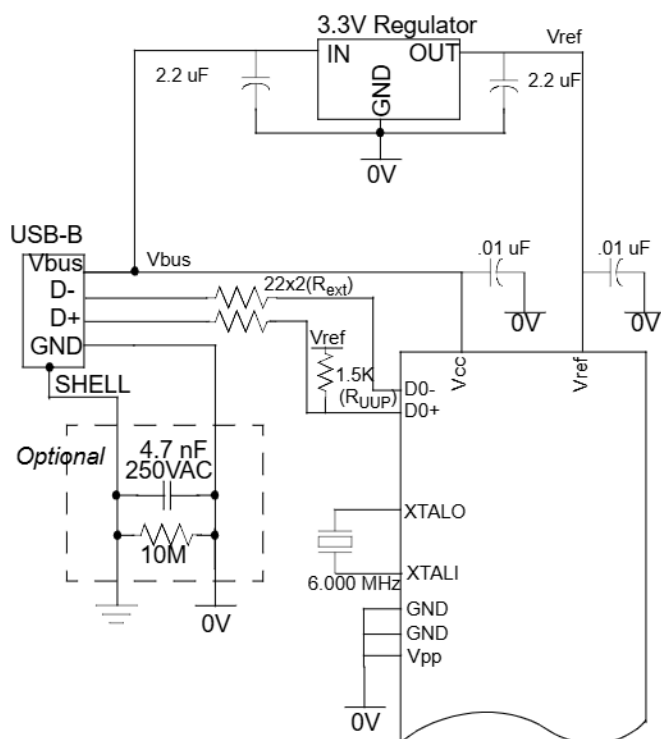 3.3V Regulator
IN OUT
GND
Vref
2.2 uF
2.2 uF
0V
USB-B
Vbus
D-
D+
GND
SHELL
Vbus
22x2(Rext)
Vref
1.5K
(RUUP)
.01 uF
0V
.01 uF
0V
Vcc
Vref
D0-
D0+
Optional
4.7 nF
250VAC
10M
0V
XTALO
XTALI
6.000 MHz
GND
GND
Vpp
0V